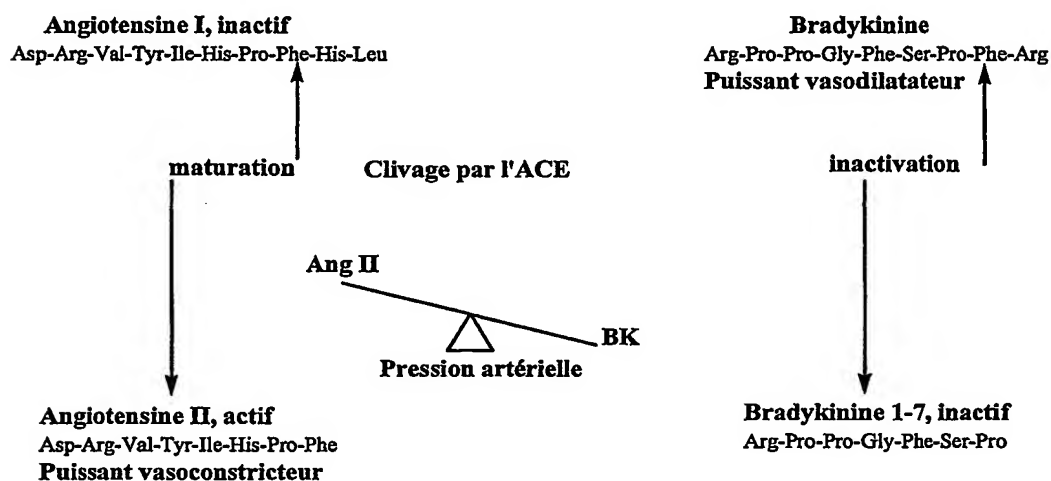 Angiotensine I, inactif
Asp-Arg-Val-Tyr-Ile-His-Pro-Phe-His-Leu
Bradykinine
Arg-Pro-Pro-Gly-Phe-Ser-Pro-Phe-Arg
Puissant vasodilatateur
maturation
Clivage par l'ACE
inactivation
Ang II
BK
Pression artérielle
Angiotensine II, actif
Asp-Arg-Val-Tyr-Ile-His-Pro-Phe
Puissant vasoconstricteur
Bradykinine 1-7, inactif
Arg-Pro-Pro-Gly-Phe-Ser-Pro